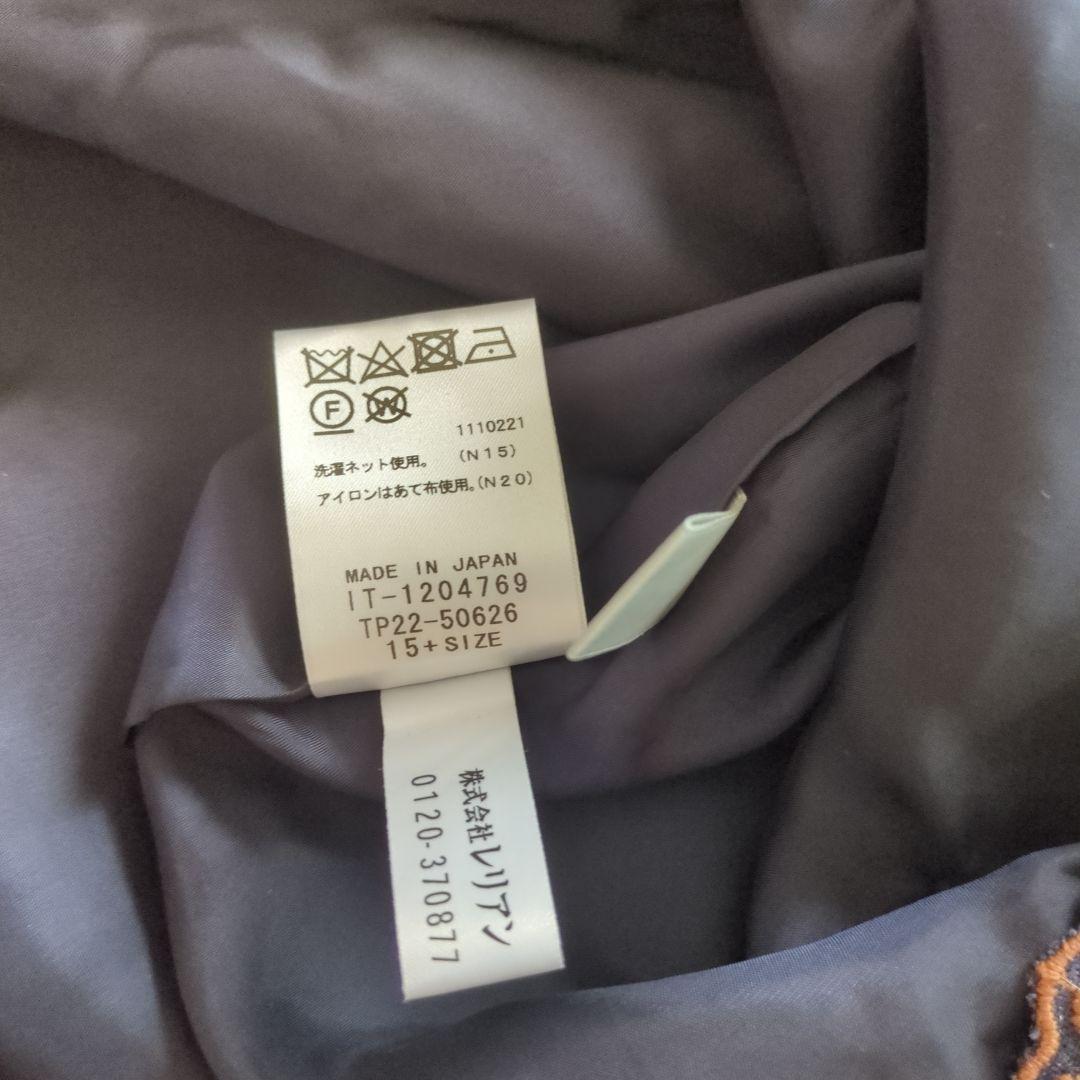 F W
1110221
洗濯ネット使用。 (N15)
アイロンはあて布使用。(N20)
MADE IN JAPAN
IT-1204769
TP22-50626
15+SIZE
株式会社レリアン
0120-370877